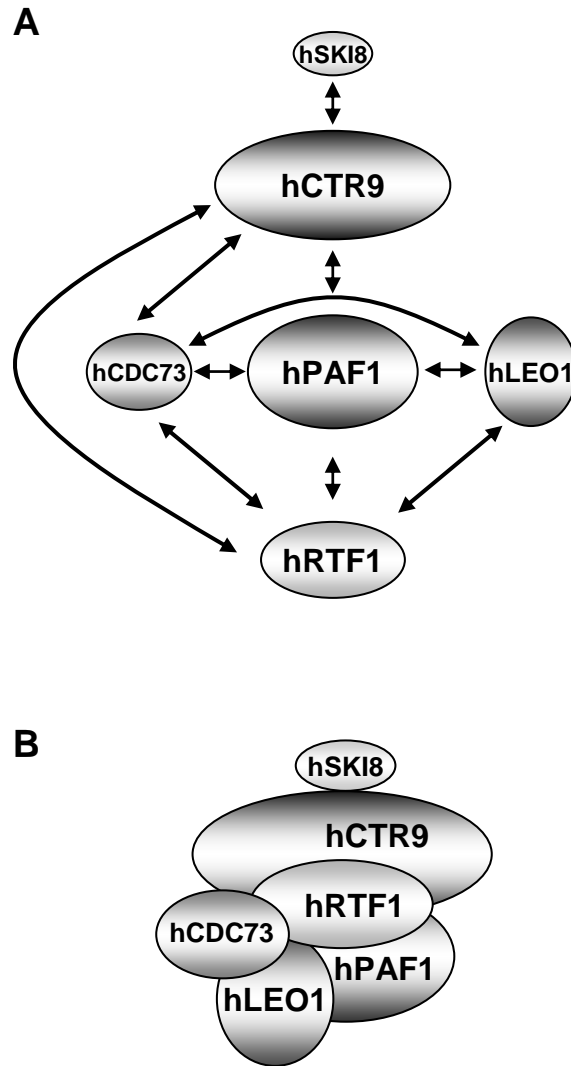 A
hSKI8
hCTR9
hCDC73
hPAF1
hLEO1
hRTF1
B
hSKI8
hCTR9
hRTF1
hCDC73
hPAF1
hLEO1